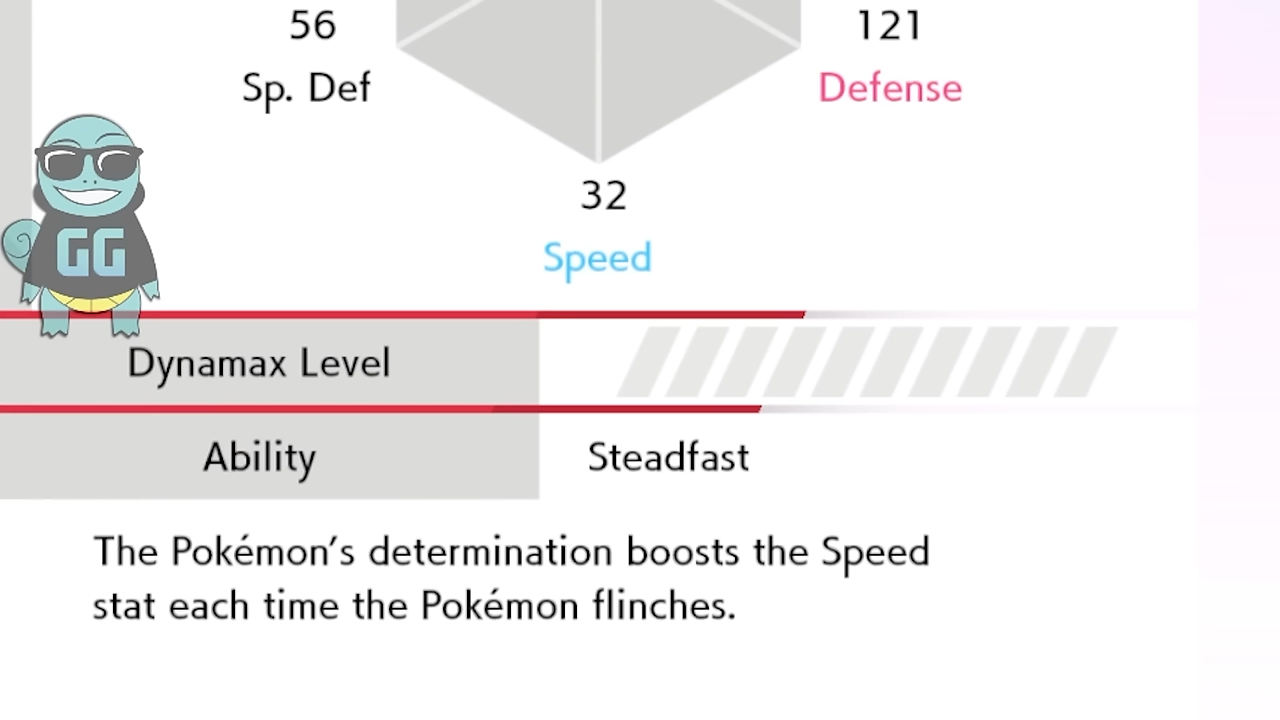 56
121
Sp. Def
Defense
32
Speed
GG
Dynamax Level
Ability
Steadfast
The Pokémon's determination boosts the Speed
stat each time the Pokémon flinches.